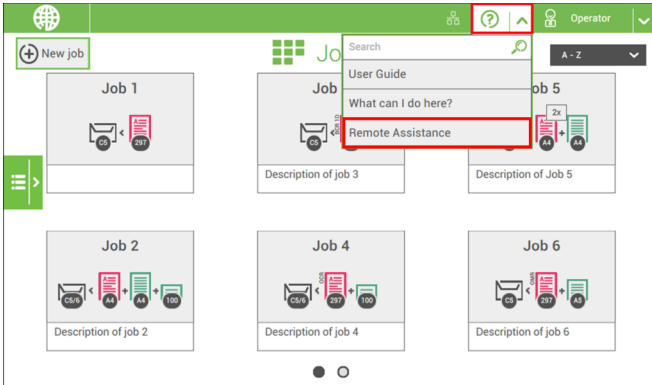 Operator
New job
Jo
A - Z
Search
User Guide
What can I do here?
Remote Assistance
Job 1
C5
297
Job
C5
Description of job 3
ob 5
2x
A4
A4
Description of Job 5
Job 2
C5/6
A4
A4
100
Description of job 2
Job 4
C5/6
OCR
297
100
Description of job 4
Job 6
C5
OMR
297
A5
Description of job 6